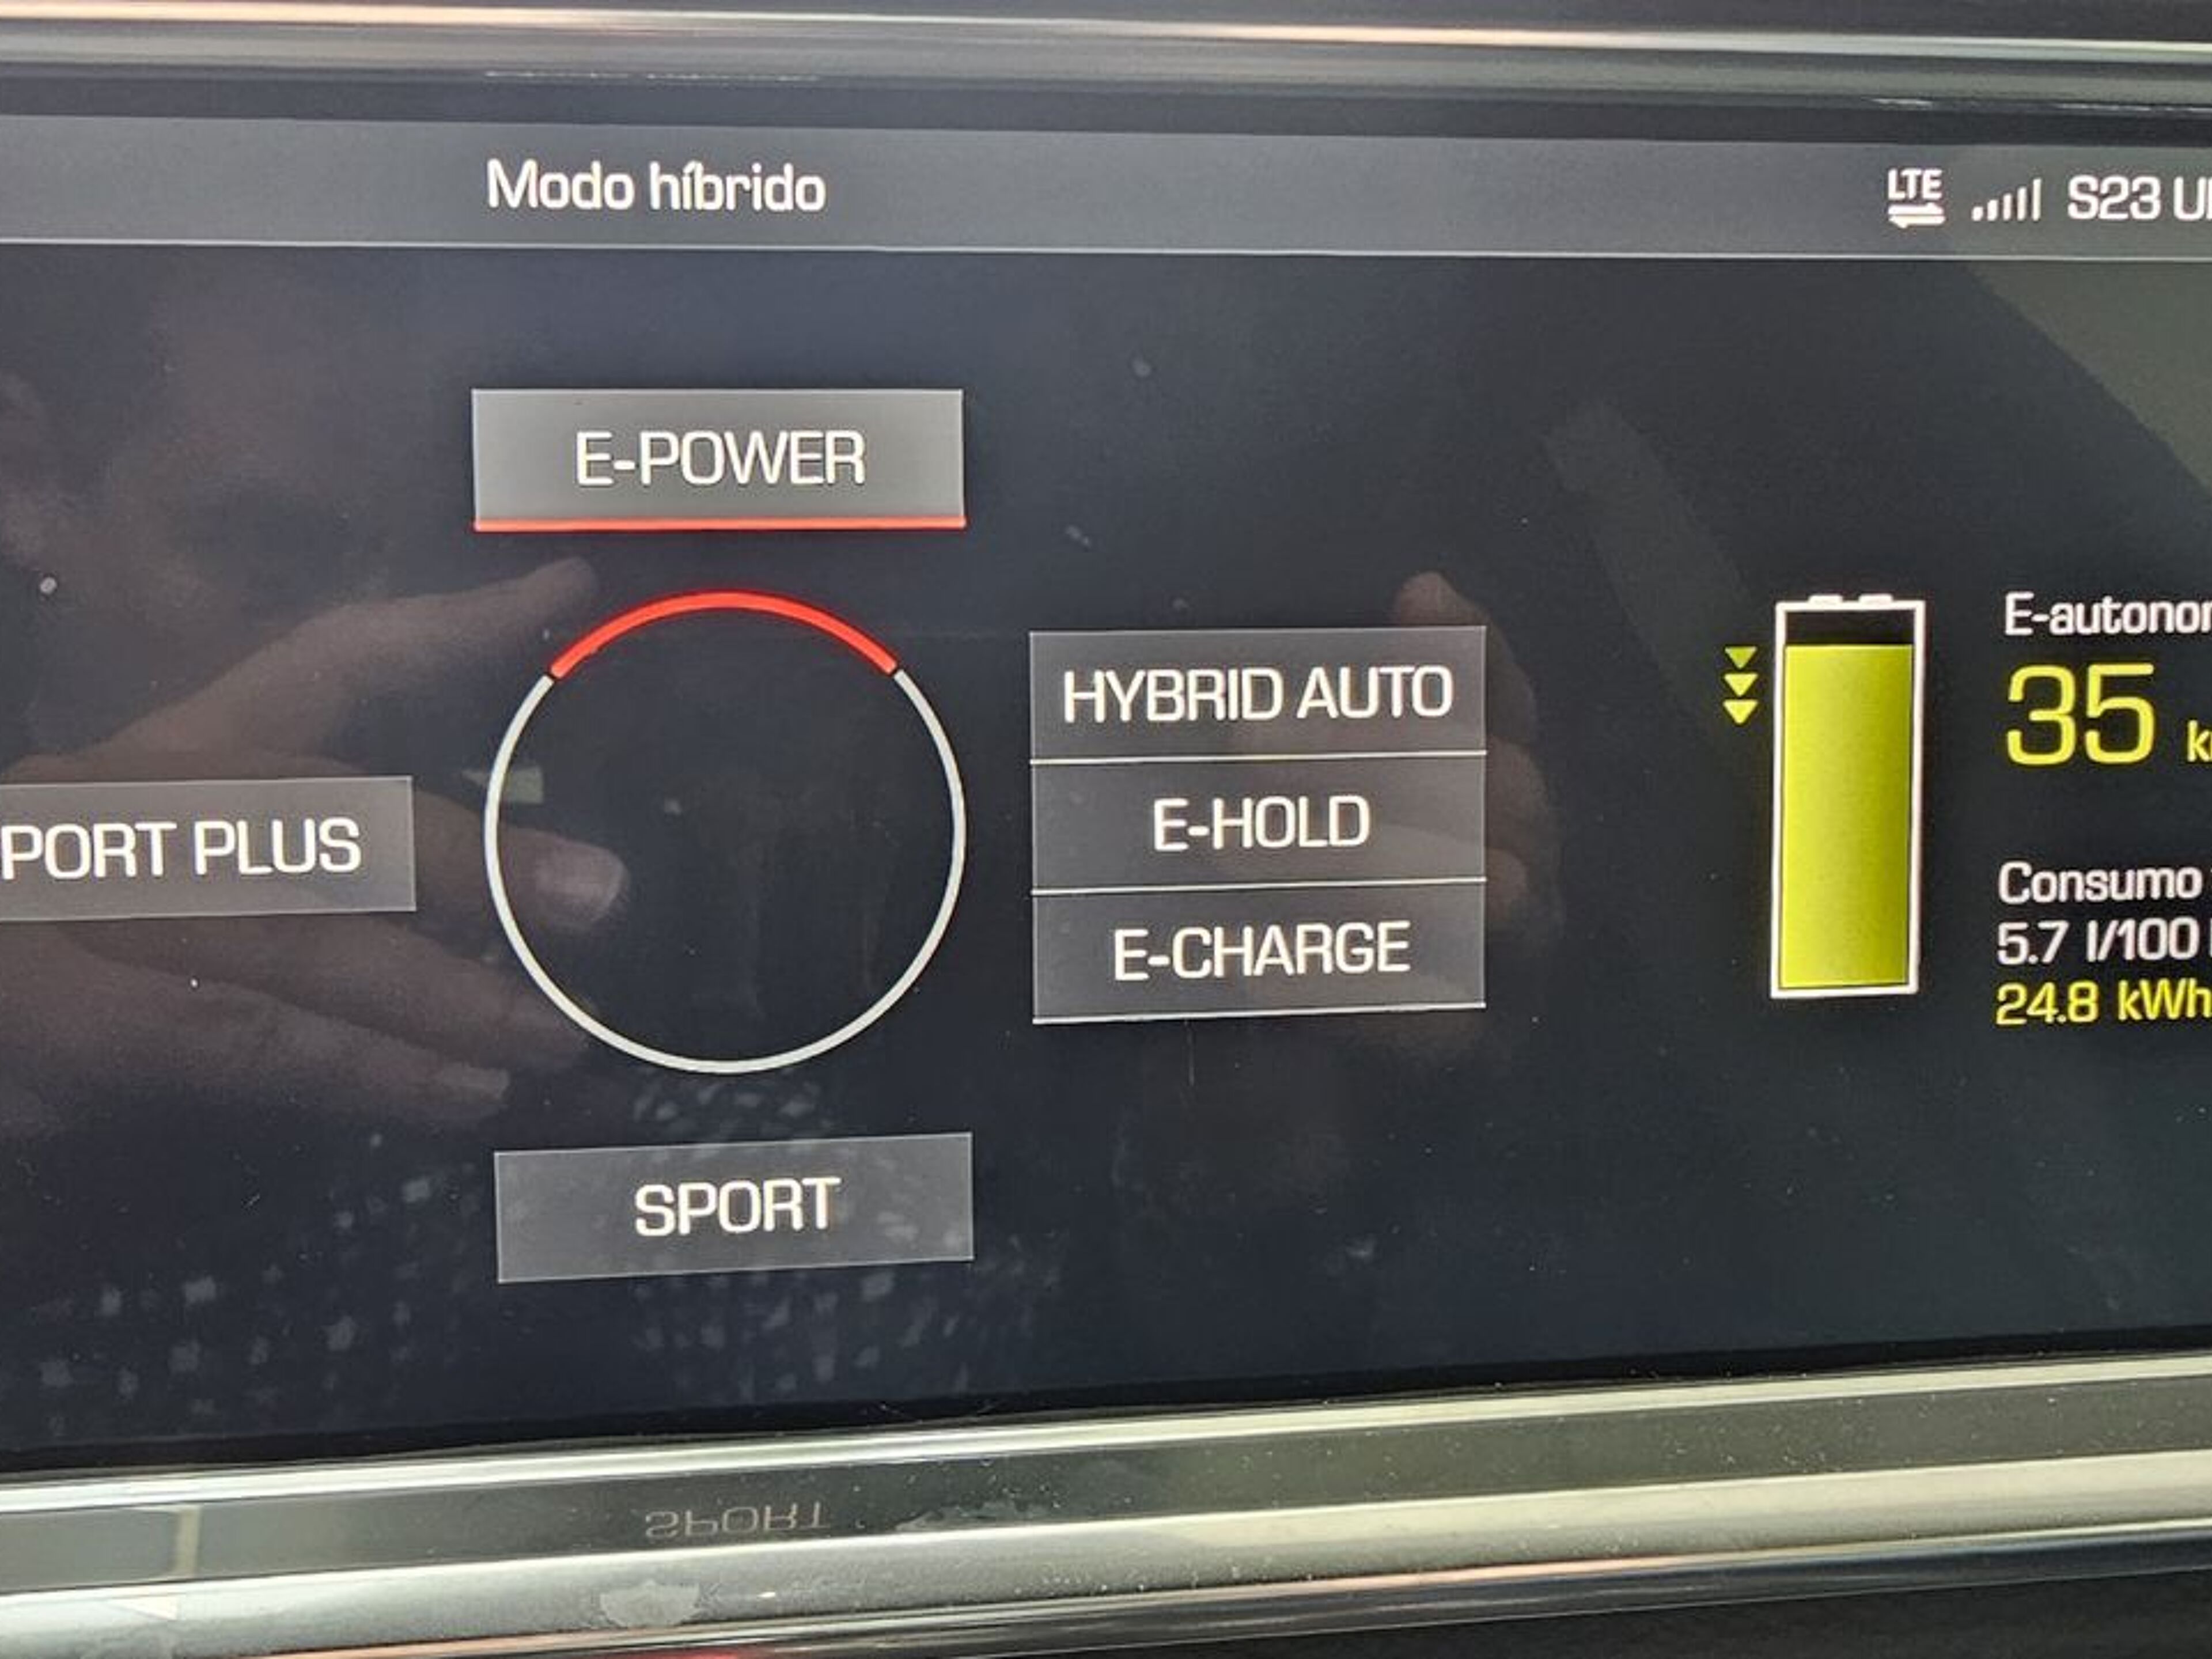 Modo híbrido
LTE S23
E-POWER
HYBRID AUTO
E-HOLD
E-CHARGE
PORT PLUS
SPORT
35
Consumo
5.7 l/100
24.8 kWh
SPORT